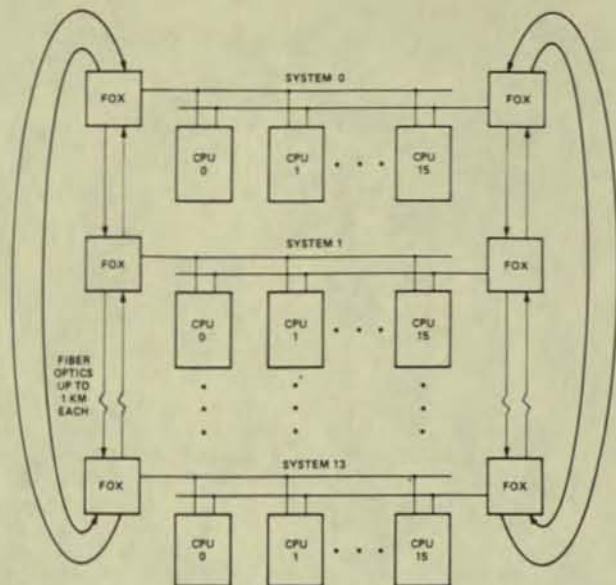 SYSTEM 0
FOX
FOX
CPU
0
CPU
1
CPU
15
SYSTEM 1
FOX
FOX
CPU
0
CPU
1
CPU
15
FIBER
OPTICS
UP TO
1 KM
EACH
SYSTEM 13
FOX
FOX
CPU
0
CPU
1
CPU
15